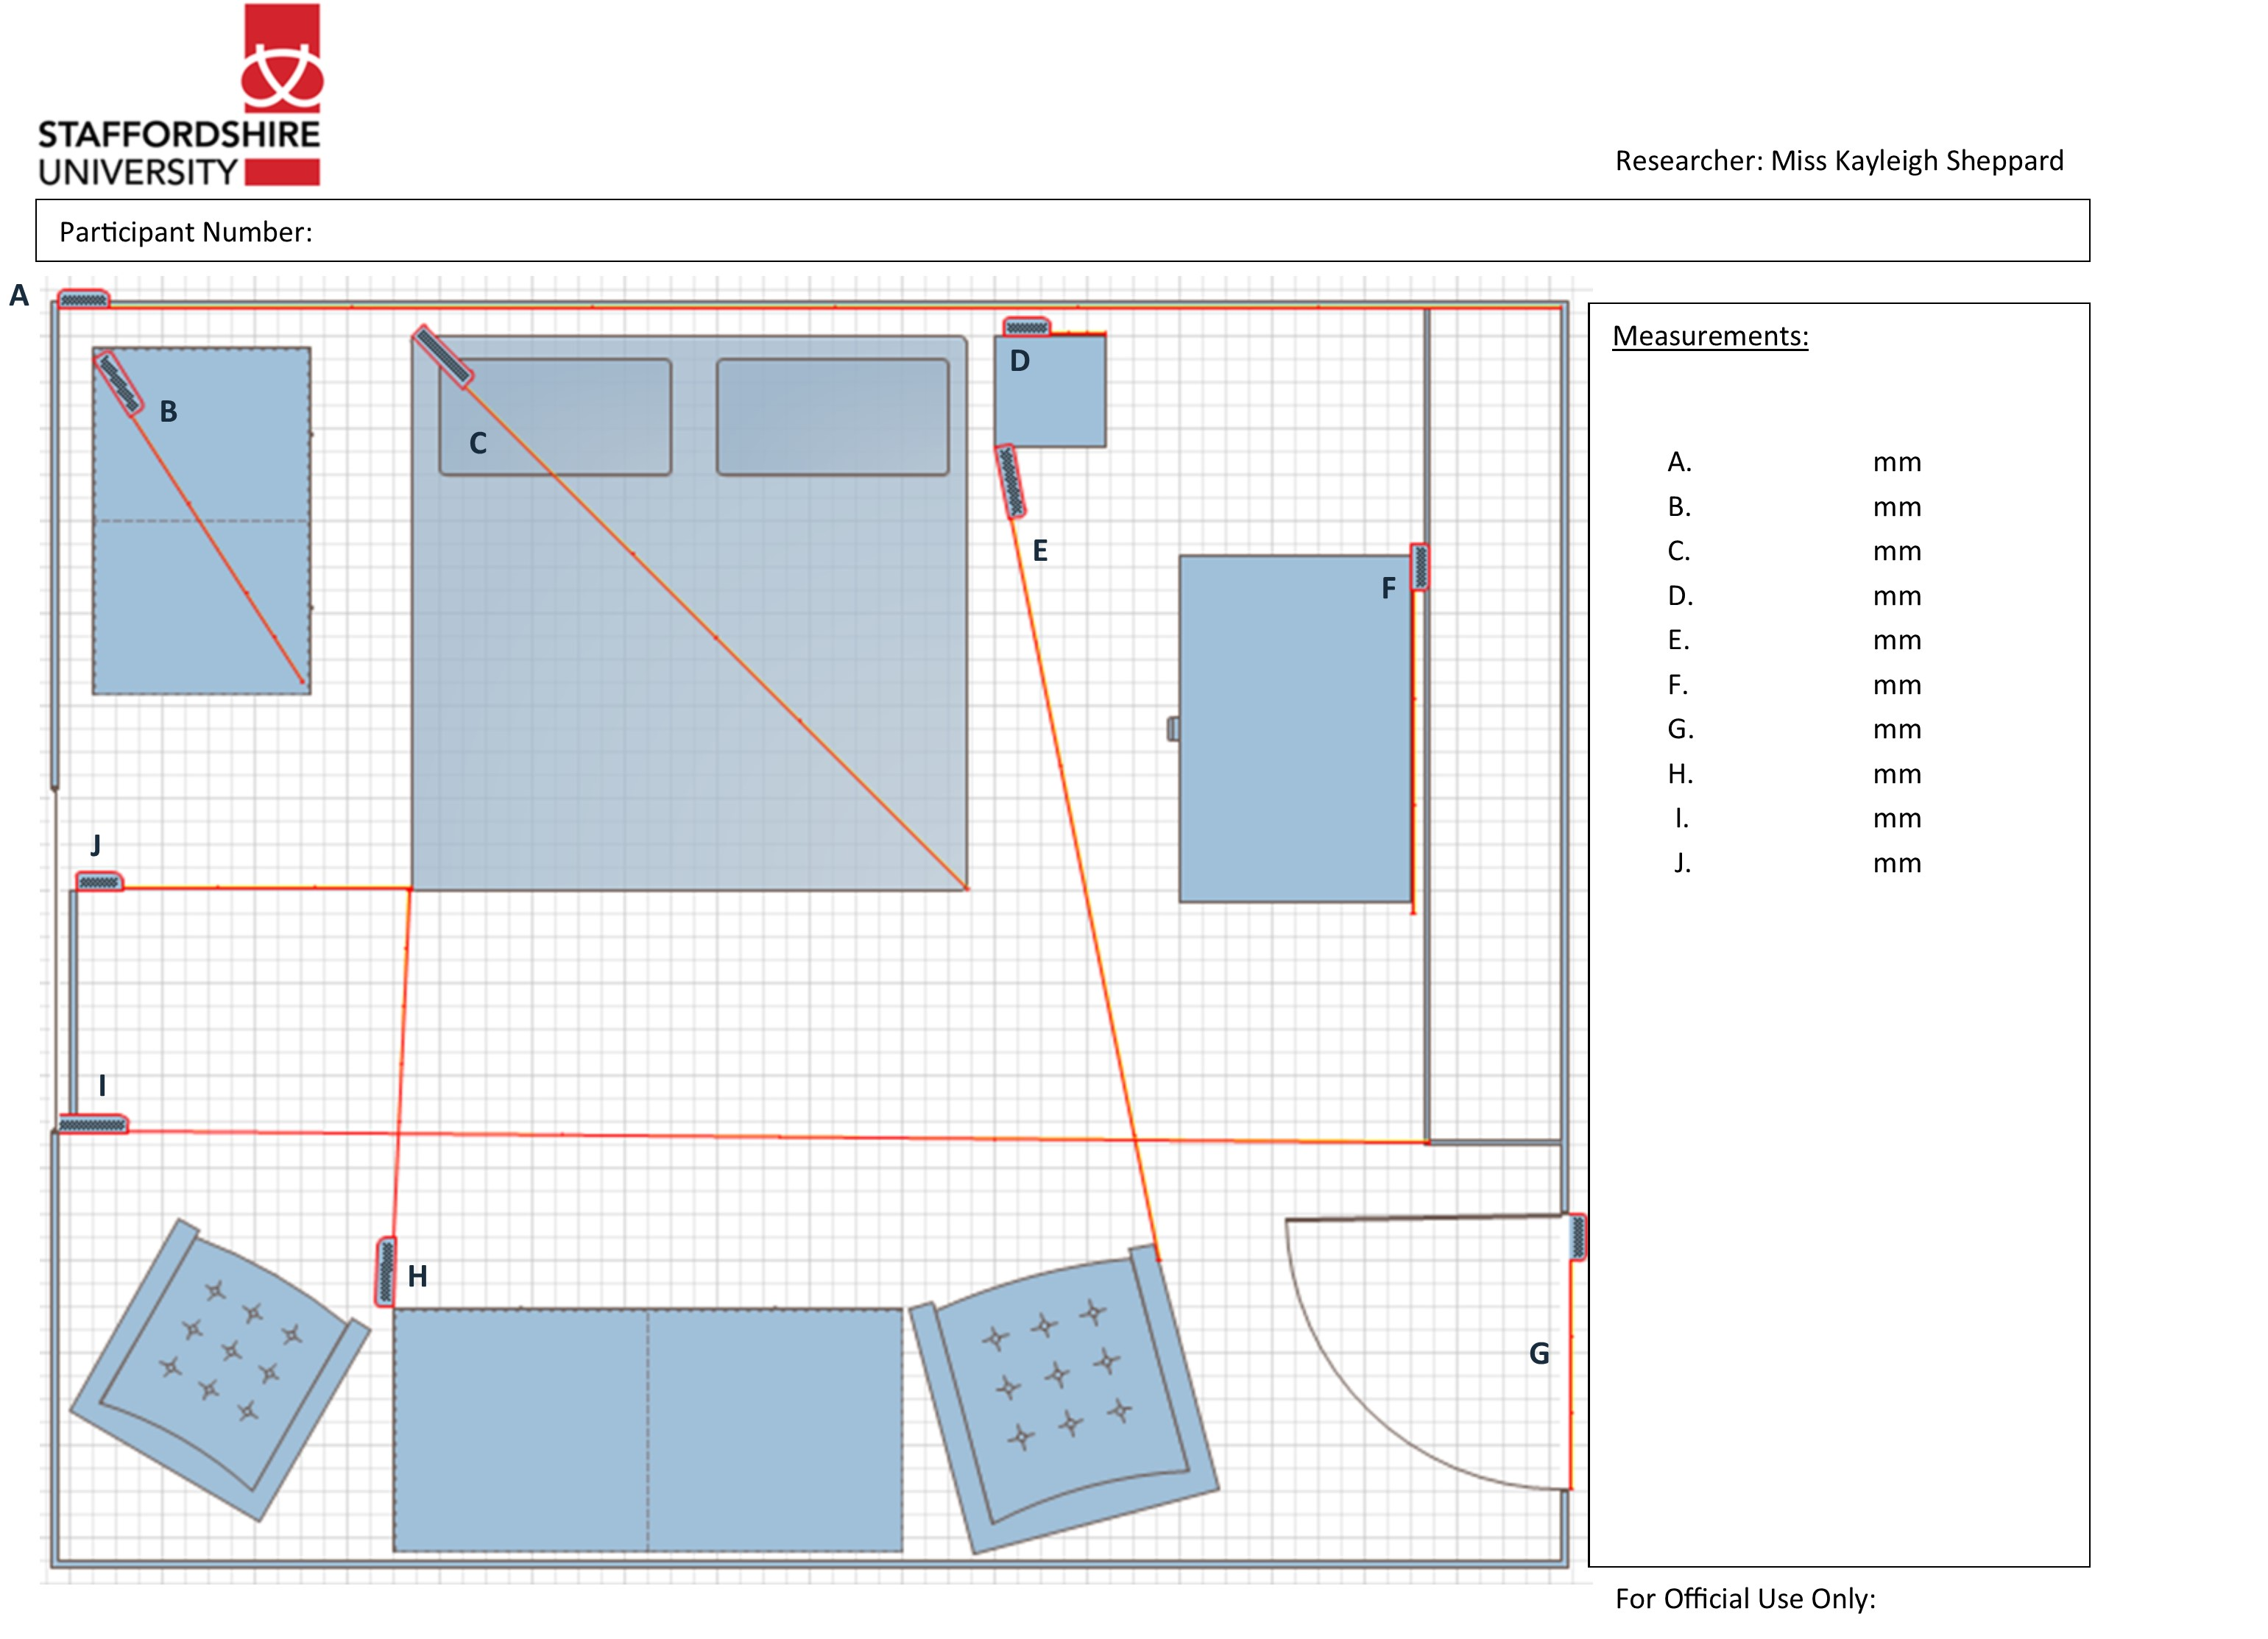 STAFFORDSHIRE
UNIVERSITY
Researcher: Miss Kayleigh Sheppard
Participant Number:
A
B
C
D
E
F
J
I
H
G
Measurements:
A. mm
B. mm
C. mm
D. mm
E. mm
F. mm
G. mm
H. mm
I. mm
J. mm
For Official Use Only: